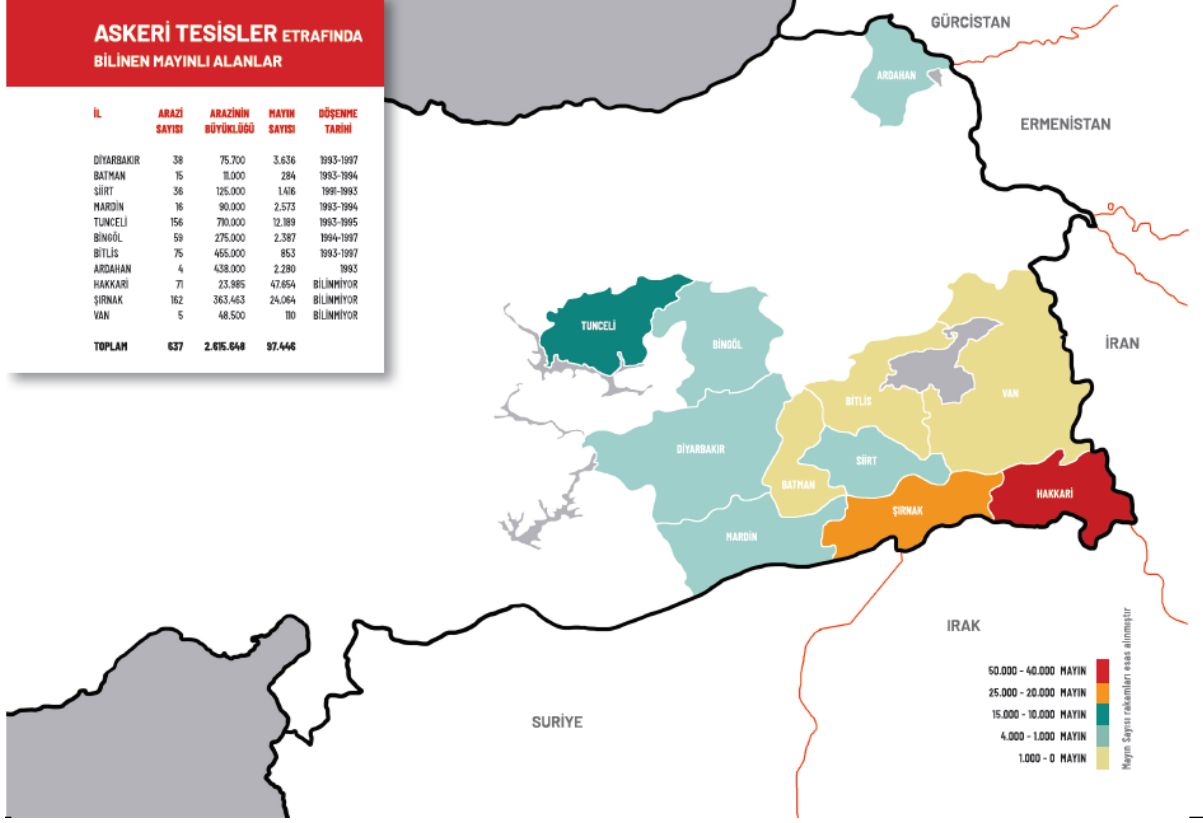 ASKERİ TESİSLER ETRAFINDA
BİLİNEN MAYINLI ALANLAR
İL ARAZİ SAYISI ARAZİNİN BÜYÜKLÜĞÜ MAYIN SAYISI DÖŞENME TARİHİ
DİYARBAKIR 38 75.700 3.636 1993-1997
BATMAN 15 11.000 284 1993-1994
SİİRT 36 125.000 1.416 1991-1993
MARDİN 16 90.000 2.573 1993-1994
TUNCELİ 156 710.000 12.189 1993-1995
BİNGÖL 59 275.000 2.387 1994-1997
BİTLİS 75 455.000 853 1993-1997
ARDAHAN 4 438.000 2.280 1993
HAKKARİ 71 23.985 47.654 BİLİNMİYOR
ŞIRNAK 162 363.463 24.064 BİLİNMİYOR
VAN 5 48.500 110 BİLİNMİYOR
TOPLAM 637 2.615.648 97.446
GÜRCİSTAN
ARDAHAN
ERMENİSTAN
TUNCELİ
BİNGÖL
İRAN
BİTLİS
VAN
DİYARBAKIR
SİİRT
BATMAN
HAKKARİ
ŞIRNAK
MARDİN
IRAK
SURİYE
50.000 - 40.000 MAYIN
25.000 - 20.000 MAYIN
15.000 - 10.000 MAYIN
4.000 - 1.000 MAYIN
1.000 - 0 MAYIN
Mayın Sayısı rakamları esas alınmıştır